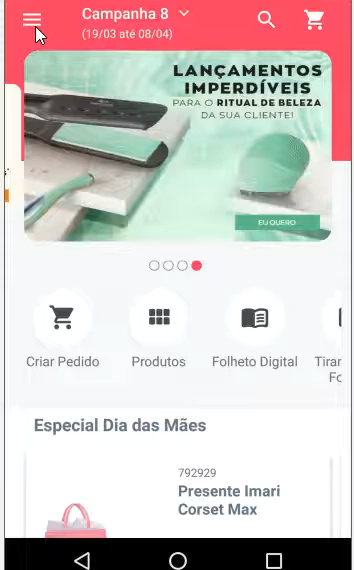 Campanha 8
(19/03 até 08/04)
LANÇAMENTOS
IMPERDÍVEIS
PARA O RITUAL DE BELEZA
DA SUA CLIENTE!
EU QUERO
Criar Pedido
Produtos
Folheto Digital
Tirar
Fo
Especial Dia das Mães
792929
Presente Imari
Corset Max